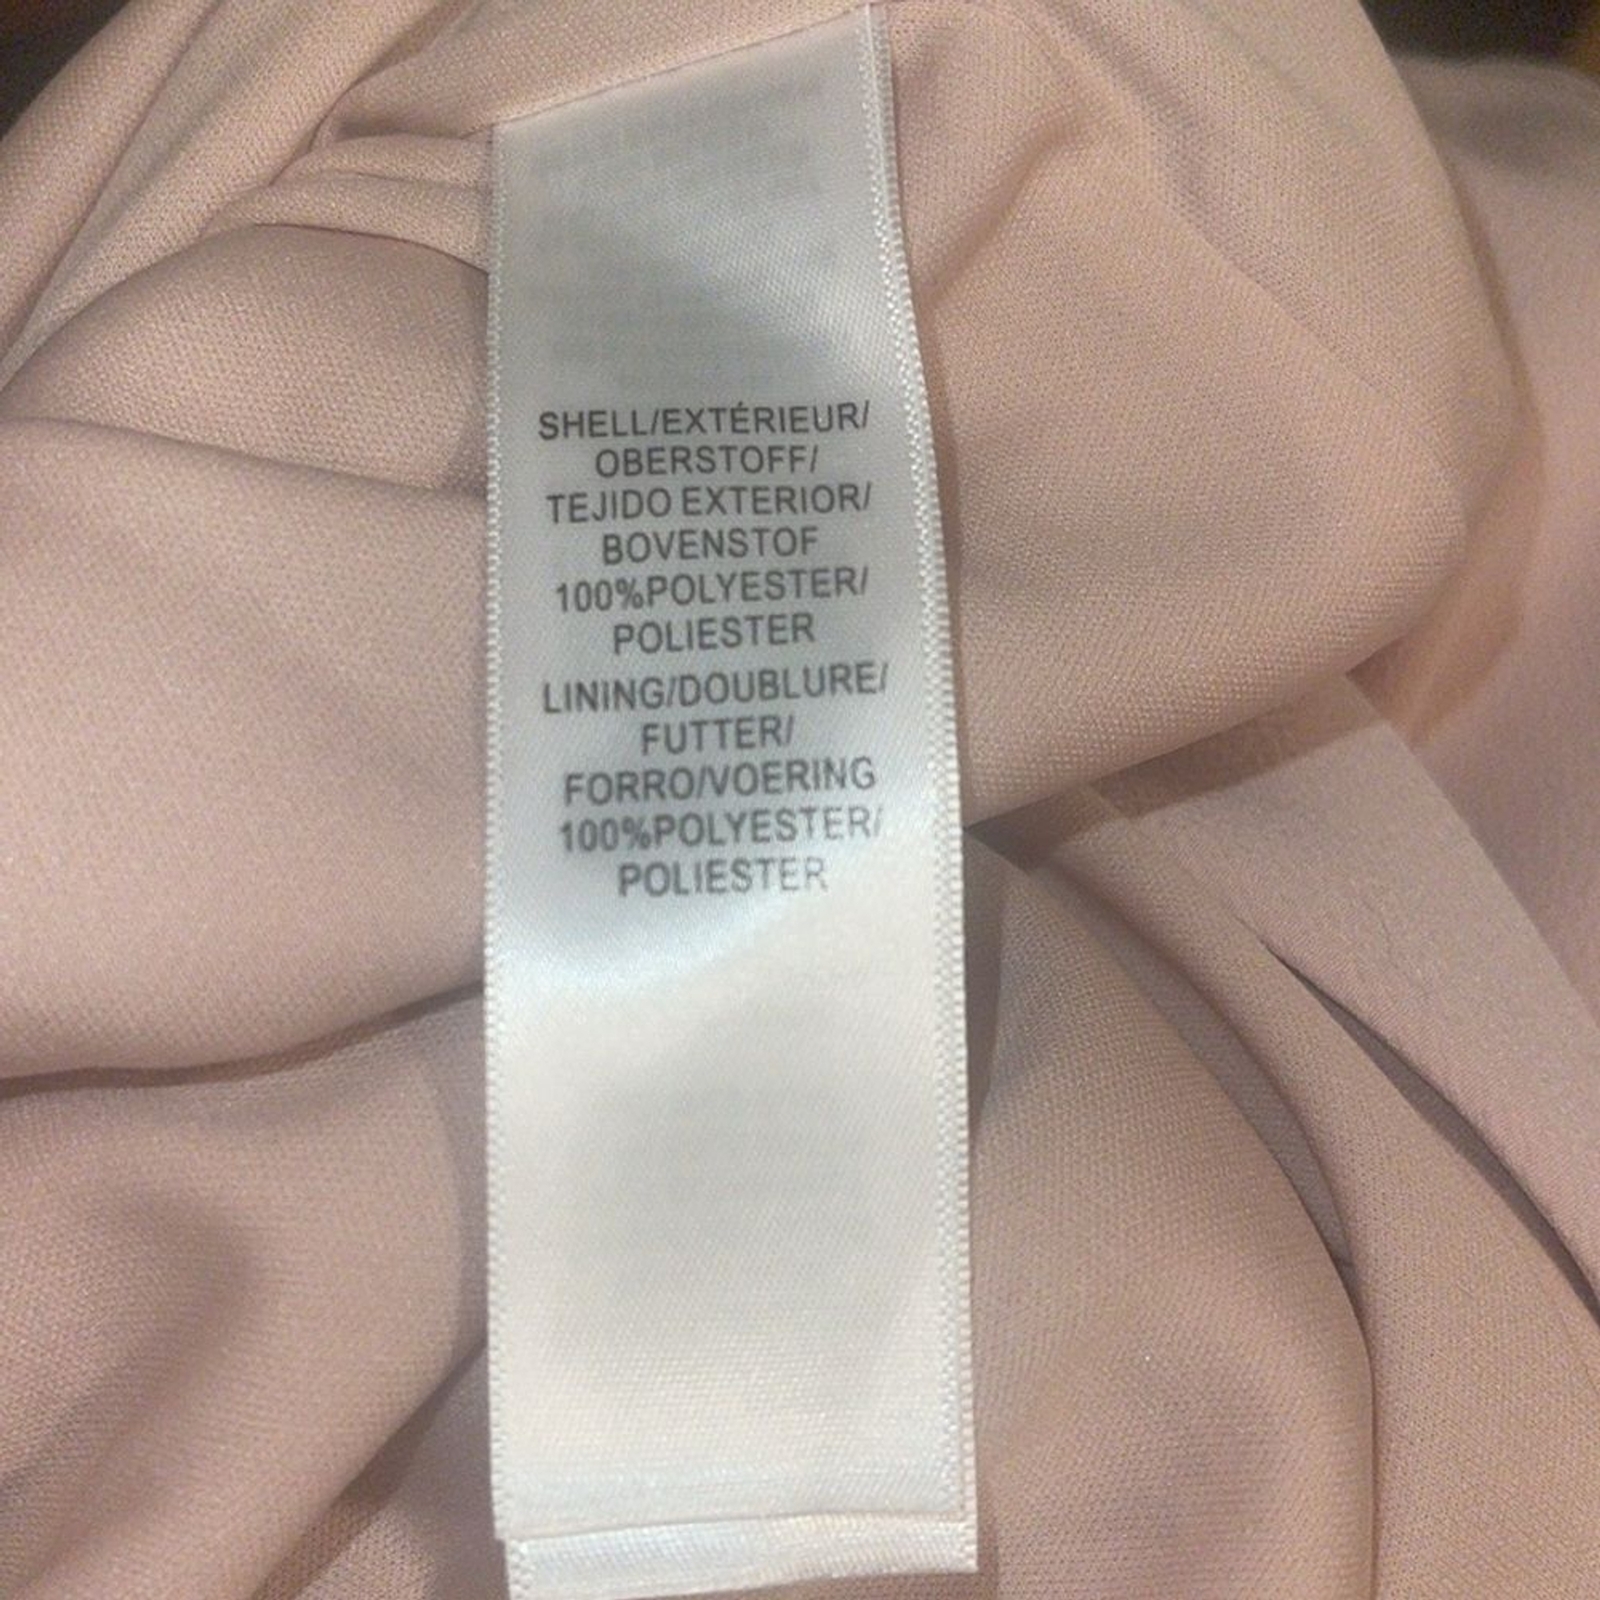 SHELL/EXTÉRIEUR/
OBERSTOFF/
TEJIDO EXTERIOR/
BOVENSTOF
100%POLYESTER/
POLIESTER
LINING/DOUBLURE/
FUTTER/
FORRO/VOERING
100%POLYESTER/
POLIESTER